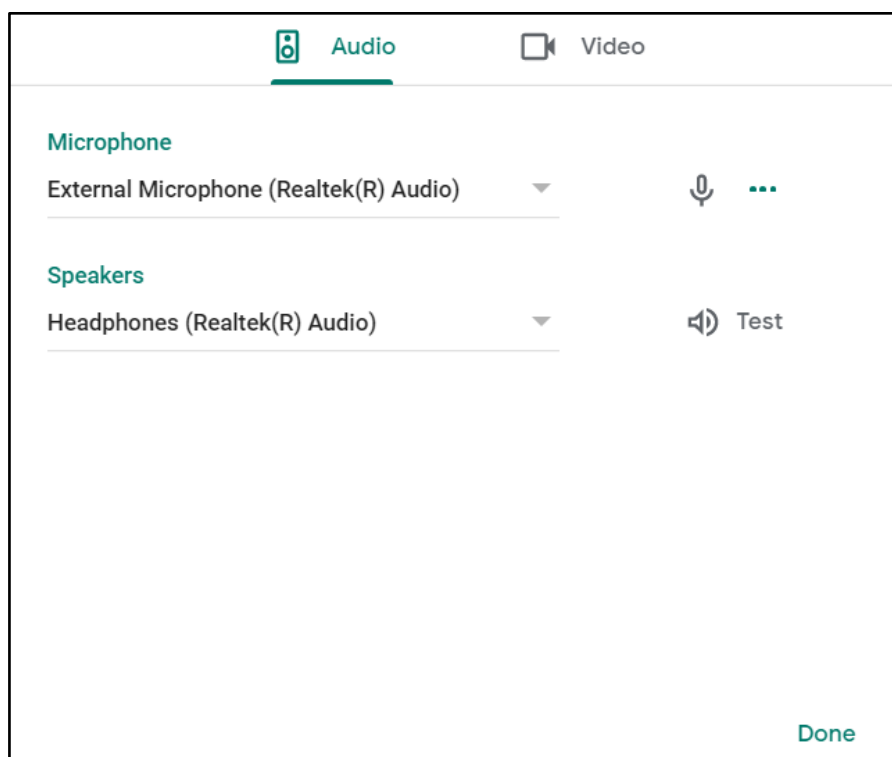 Audio Video
Microphone
External Microphone (Realtek(R) Audio)
Speakers
Headphones (Realtek(R) Audio)
Test
Done